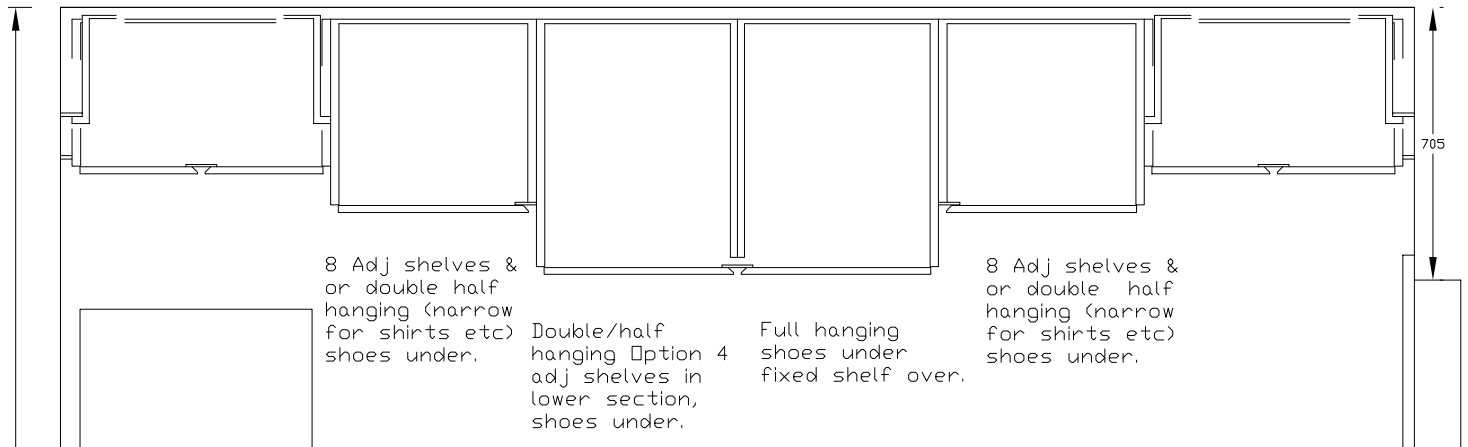 705
8 Adj shelves &
or double half
hanging (narrow
for shirts etc)
shoes under.
Double/half
hanging Option 4
adj shelves in
lower section,
shoes under.
Full hanging
shoes under
fixed shelf over.
8 Adj shelves &
or double half
hanging (narrow
for shirts etc)
shoes under.